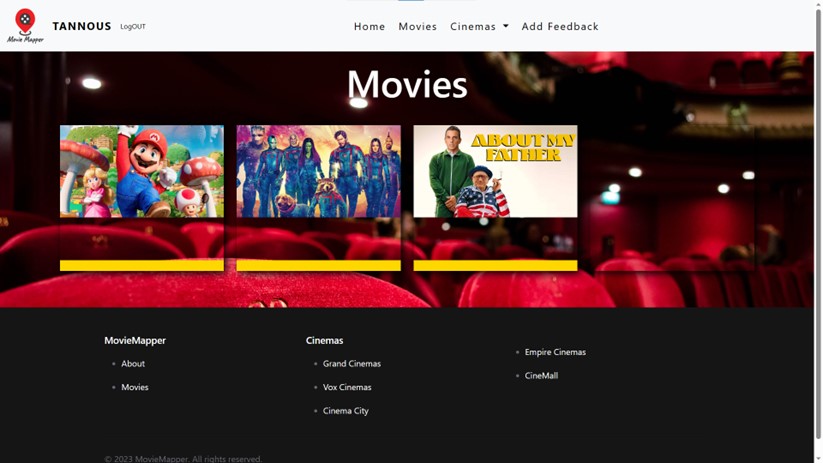 Movie Mapper
TANNOUS LogOUT
Home Movies Cinemas Add Feedback
Movies
ABOUT MY
FATHER
MovieMapper
About
Movies
Cinemas
Grand Cinemas
Vox Cinemas
Cinema City
Empire Cinemas
CineMall
© 2023 MovieMapper. All rights reserved.